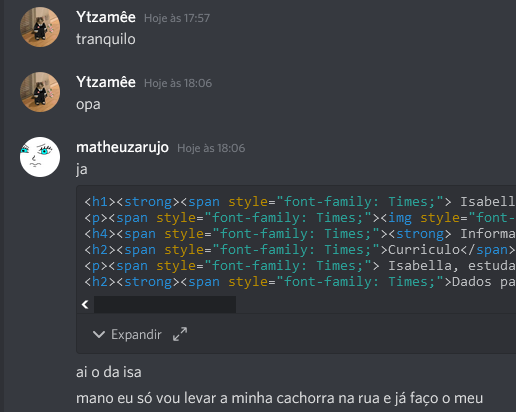 Ytzamêe Hoje às 17:57
tranquilo
Ytzamêe Hoje às 18:06
opa
matheuzarujo Hoje às 18:06
ja
<h1><strong><span style="font-family: Times;"> Isabell
<p><span style="font-family: Times;"><img style="font-
<h4><span style="font-family: Times;"><strong> Informa
<h2><span style="font-family: Times;">Curriculo</span>
<p><span style="font-family: Times;"> Isabella, estuda
<h2><span style="font-family: Times;">Dados pa
Expandir
ai o da isa
mano eu só vou levar a minha cachorra na rua e já faço o meu